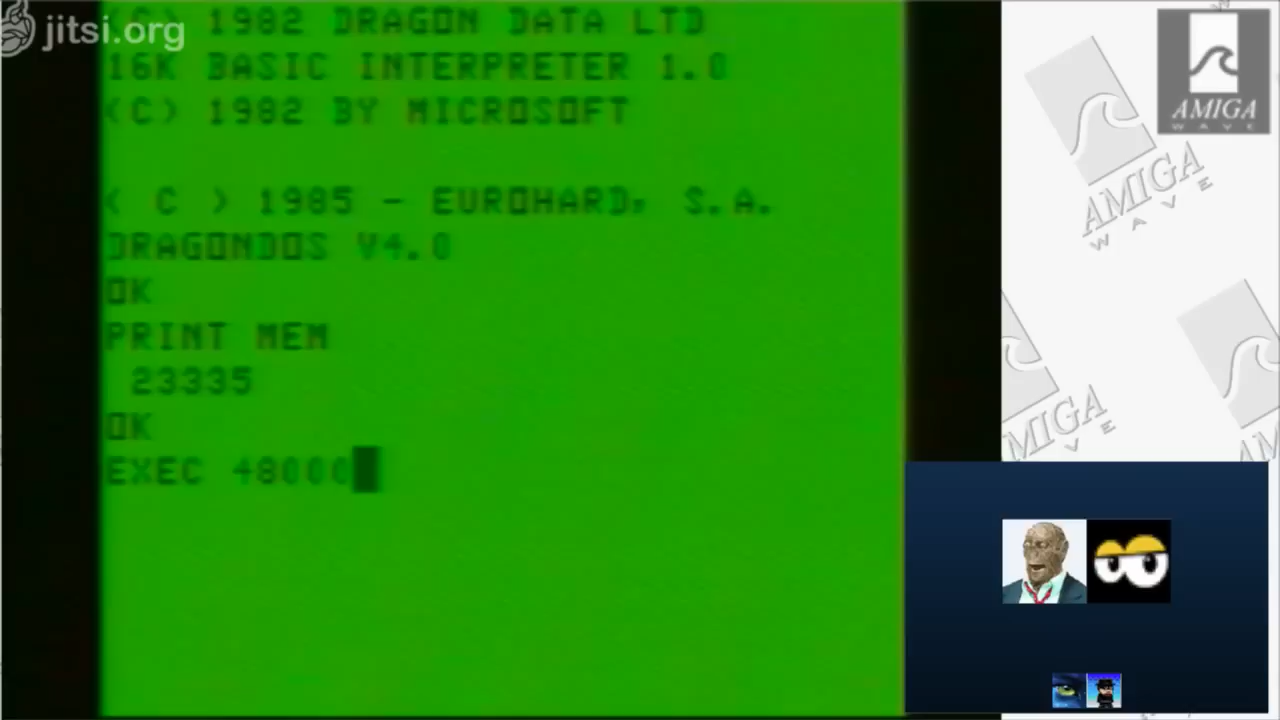 jitsi.org
(C) 1982 DRAGON DATA LTD
16K BASIC INTERPRETER 1.0
(C) 1982 BY MICROSOFT
( C ) 1985 - EUROHARD, S.A.
DRAGONDOS V4.0
OK
PRINT MEM
23335
OK
EXEC 48000
AMIGA
WAVE
AMIGA
WAVE